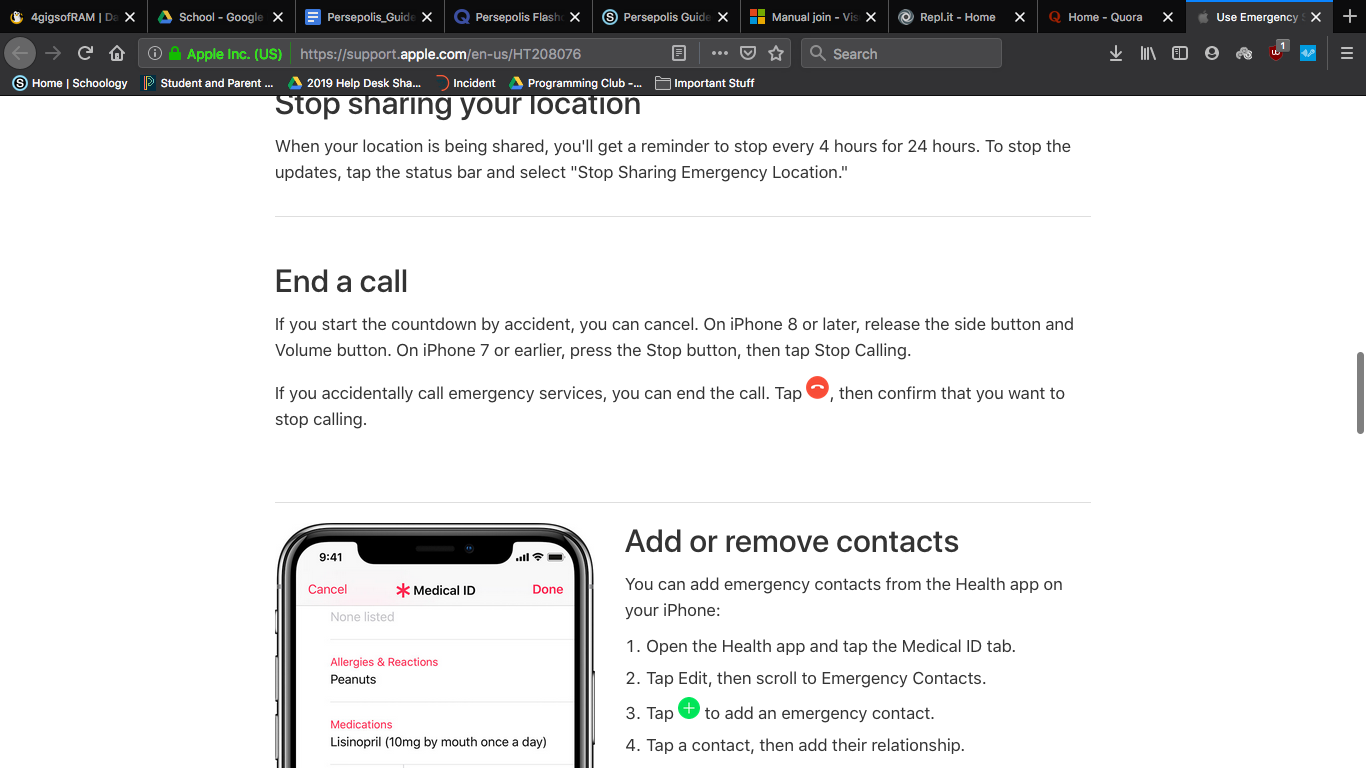 4gigsofRAM | Da
School - Google
Persepolis_Guide
Persepolis Flash
Persepolis Guide
Manual join - Vis
Repl.it - Home
Home - Quora
Use Emergency S
Apple Inc. (US)
https://support.apple.com/en-us/HT208076
Search
1
Home | Schoology
Student and Parent ...
2019 Help Desk Sha...
Incident
Programming Club -...
Important Stuff
Stop sharing your location
When your location is being shared, you'll get a reminder to stop every 4 hours for 24 hours. To stop the
updates, tap the status bar and select "Stop Sharing Emergency Location."
End a call
If you start the countdown by accident, you can cancel. On iPhone 8 or later, release the side button and
Volume button. On iPhone 7 or earlier, press the Stop button, then tap Stop Calling.
If you accidentally call emergency services, you can end the call. Tap , then confirm that you want to
stop calling.
9:41
Cancel
Medical ID
Done
None listed
Allergies & Reactions
Peanuts
Medications
Lisinopril (10mg by mouth once a day)
Add or remove contacts
You can add emergency contacts from the Health app on
your iPhone:
1. Open the Health app and tap the Medical ID tab.
2. Tap Edit, then scroll to Emergency Contacts.
3. Tap to add an emergency contact.
4. Tap a contact, then add their relationship.